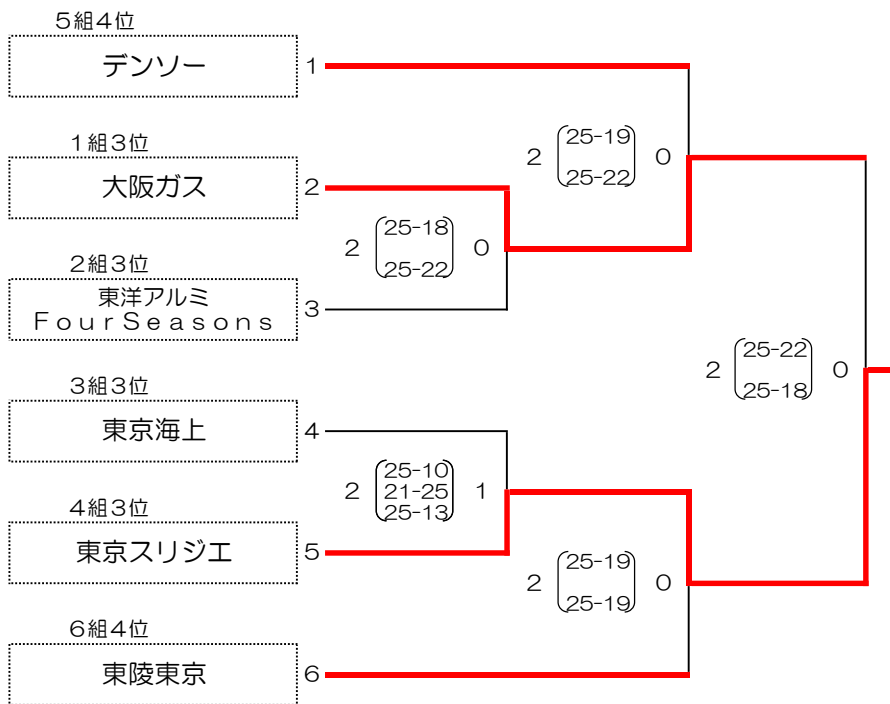 5組4位
デンソー
1
1組3位
大阪ガス
2
2組3位
東洋アルミ
FourSeasons
3
3組3位
東京海上
4
4組3位
東京スリジエ
5
6組4位
東陵東京
6
2 25-18 0
25-22
2 25-10 1
21-25
25-13
2 25-19 0
25-22
2 25-19 0
25-19
2 25-22 0
25-18